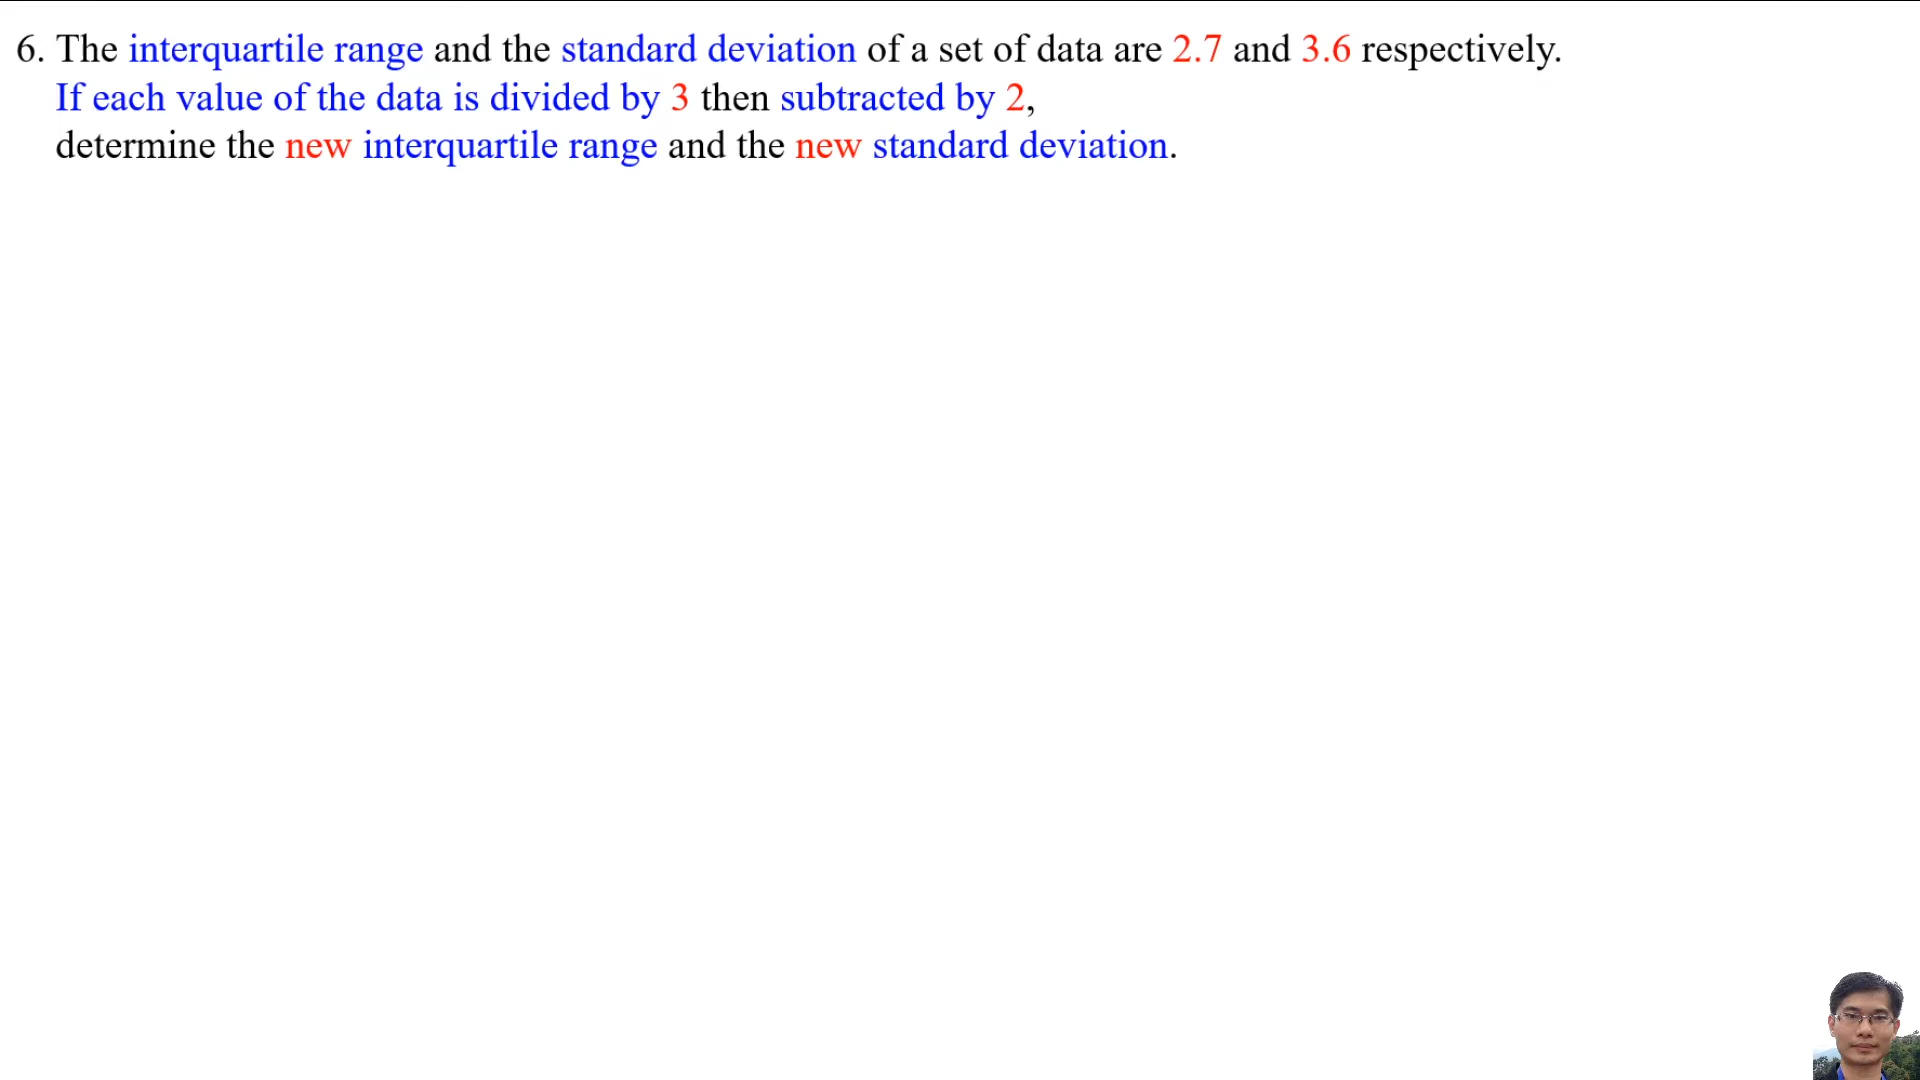 6. The interquartile range and the standard deviation of a set of data are 2.7 and 3.6 respectively.
If each value of the data is divided by 3 then subtracted by 2,
determine the new interquartile range and the new standard deviation.